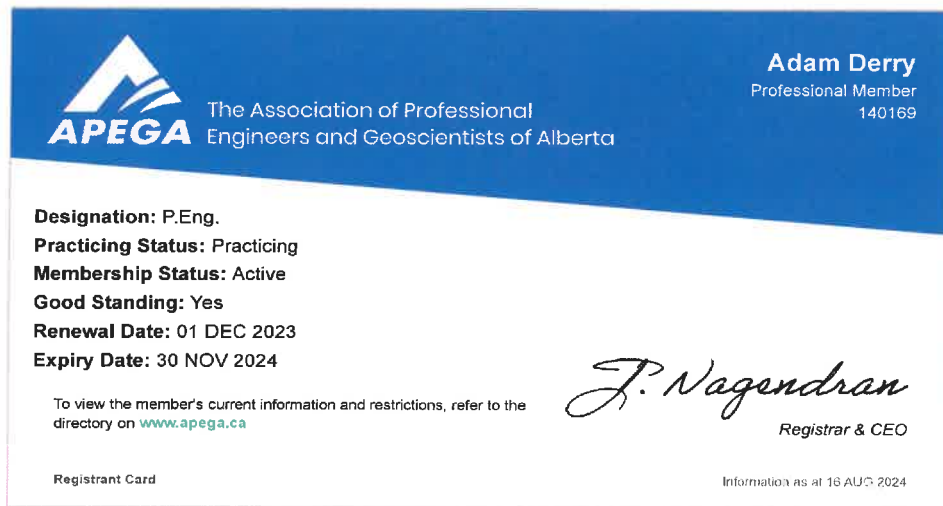 APEGA
The Association of Professional
Engineers and Geoscientists of Alberta
Adam Derry
Professional Member
140169
Designation: P.Eng.
Practicing Status: Practicing
Membership Status: Active
Good Standing: Yes
Renewal Date: 01 DEC 2023
Expiry Date: 30 NOV 2024
To view the member's current information and restrictions, refer to the
directory on www.apega.ca
J. Nagendran
Registrar & CEO
Registrant Card
Information as at 16 AUG 2024